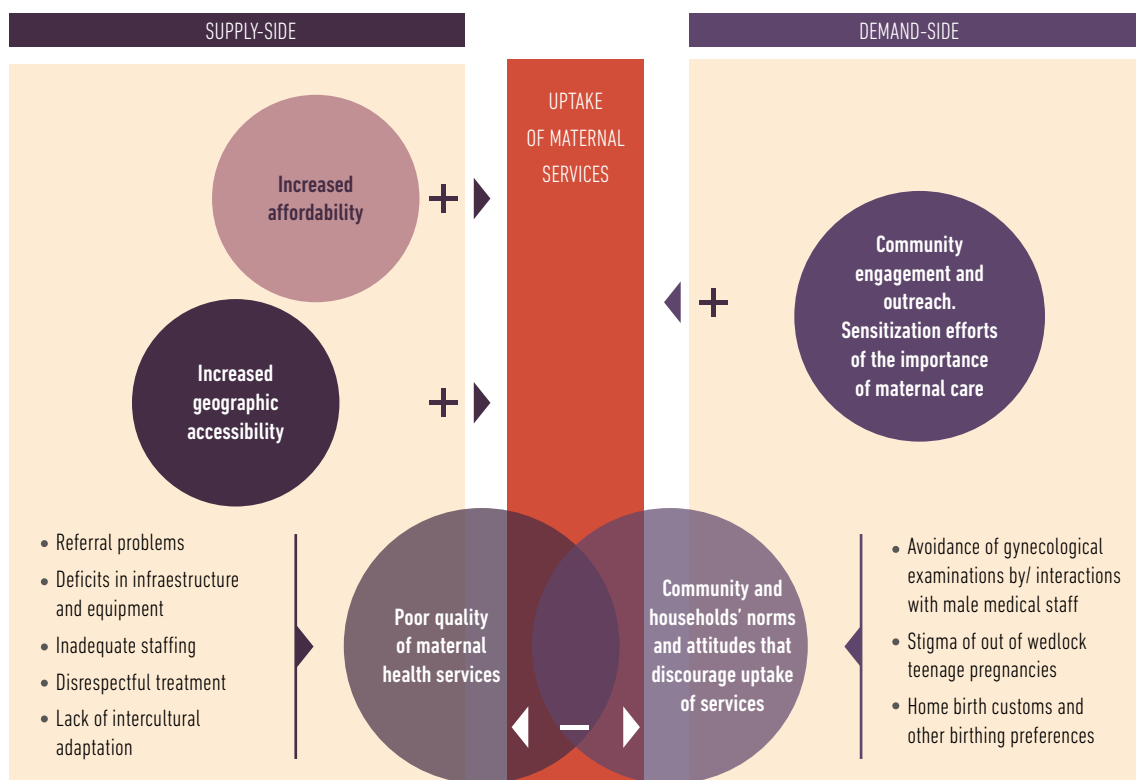 SUPPLY-SIDE
DEMAND-SIDE
UPTAKE
OF MATERNAL
SERVICES
Increased
affordability
+
Increased
geographic
accessibility
+
Community
engagement and
outreach.
Sensitization efforts
of the importance
of maternal care
+
• Referral problems
• Deficits in infraestructure
and equipment
• Inadequate staffing
• Disrespectful treatment
• Lack of intercultural
adaptation
Poor quality
of maternal
health services
Community and
households’ norms
and attitudes that
discourage uptake
of services
−
• Avoidance of gynecological
examinations by/ interactions
with male medical staff
• Stigma of out of wedlock
teenage pregnancies
• Home birth customs and
other birthing preferences